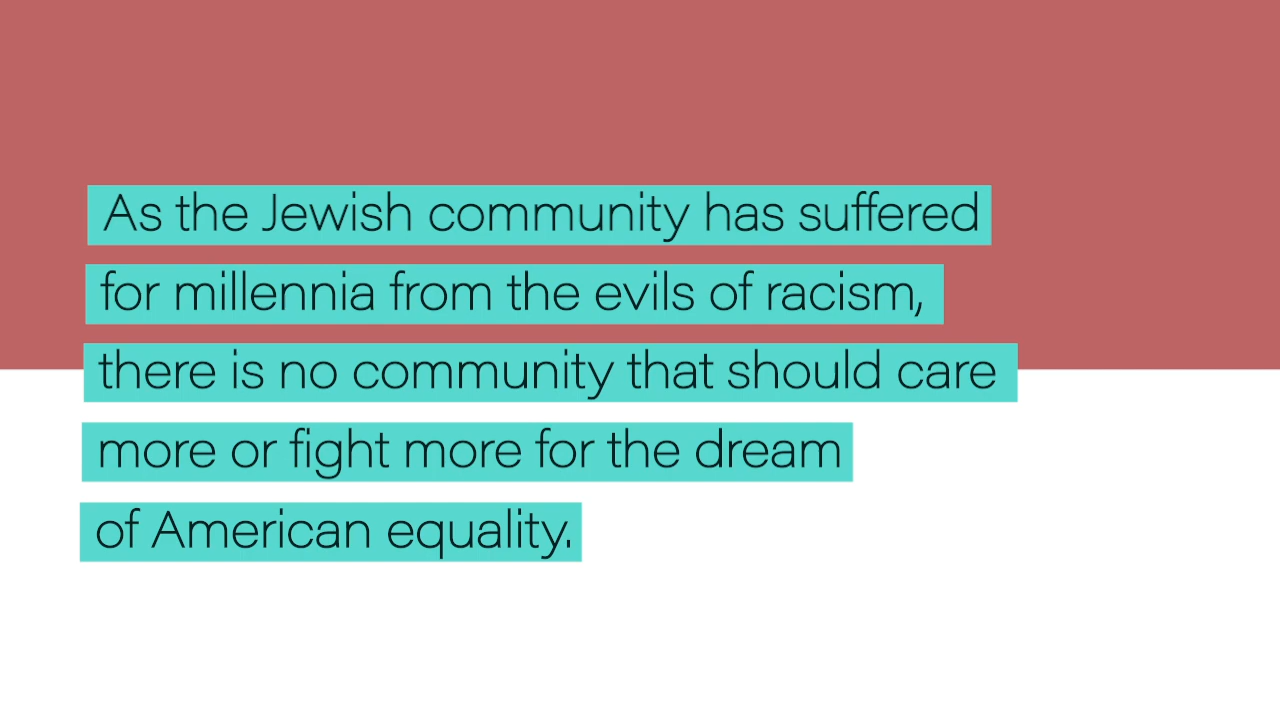 As the Jewish community has suffered
for millennia from the evils of racism,
there is no community that should care
more or fight more for the dream
of American equality.